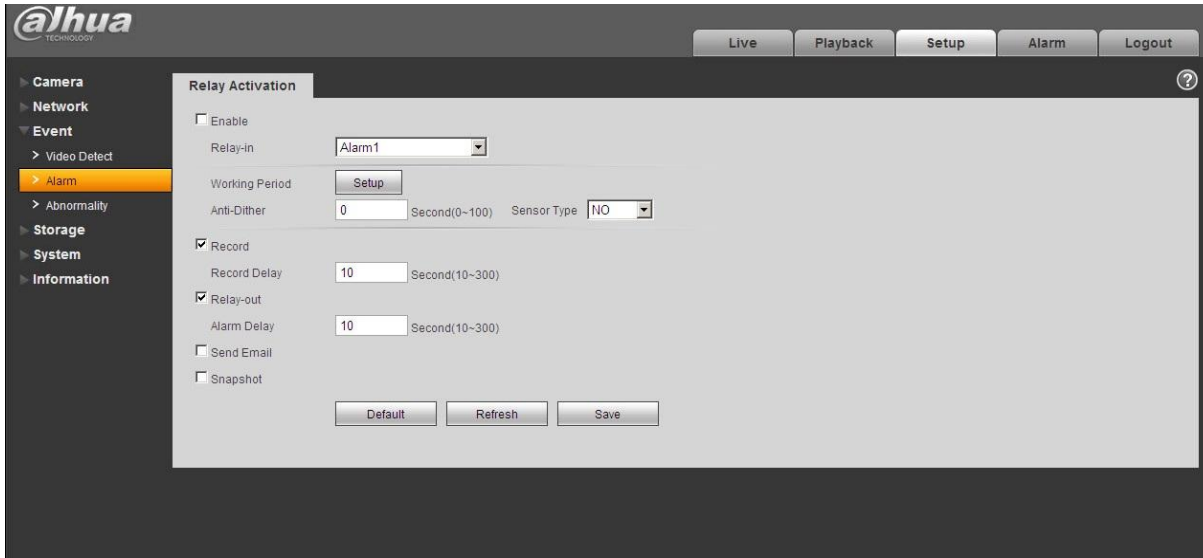 alhua
TECHNOLOGY
Live Playback Setup Alarm Logout
Camera
Network
Event
> Video Detect
> Alarm
> Abnormality
Storage
System
Information
Relay Activation
?
Enable
Relay-in Alarm1
Working Period Setup
Anti-Dither 0 Second(0~100) Sensor Type NO
Record
Record Delay 10 Second(10~300)
Relay-out
Alarm Delay 10 Second(10~300)
Send Email
Snapshot
Default Refresh Save